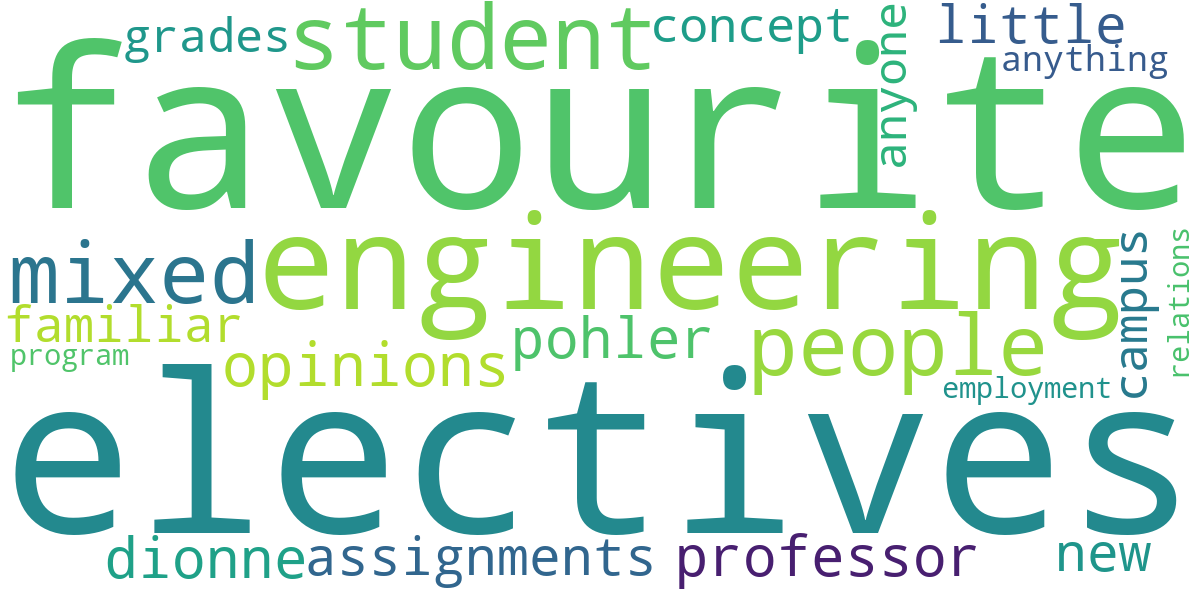 grades student concept anyone little
anything
favourite
mixed engineering campus relations
familiar
program opinions pohler people
employment
electives
dionne assignments professor new